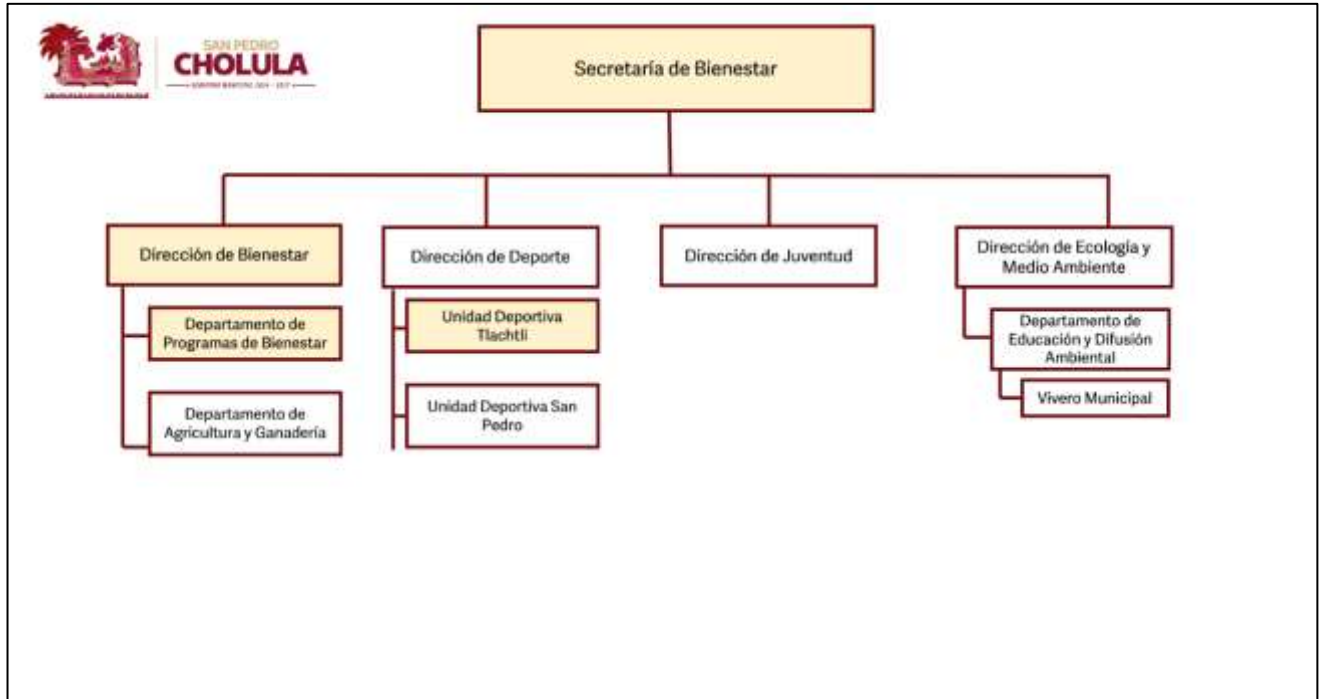 SAN PEDRO
CHOLULA
Secretaría de Bienestar
Dirección de Bienestar
Dirección de Deporte
Dirección de Juventud
Dirección de Ecología y
Medio Ambiente
Departamento de
Programas de Bienestar
Unidad Deportiva
Tlachtli
Departamento de
Educación y Difusión
Ambiental
Vivero Municipal
Departamento de
Agricultura y Ganadería
Unidad Deportiva San
Pedro